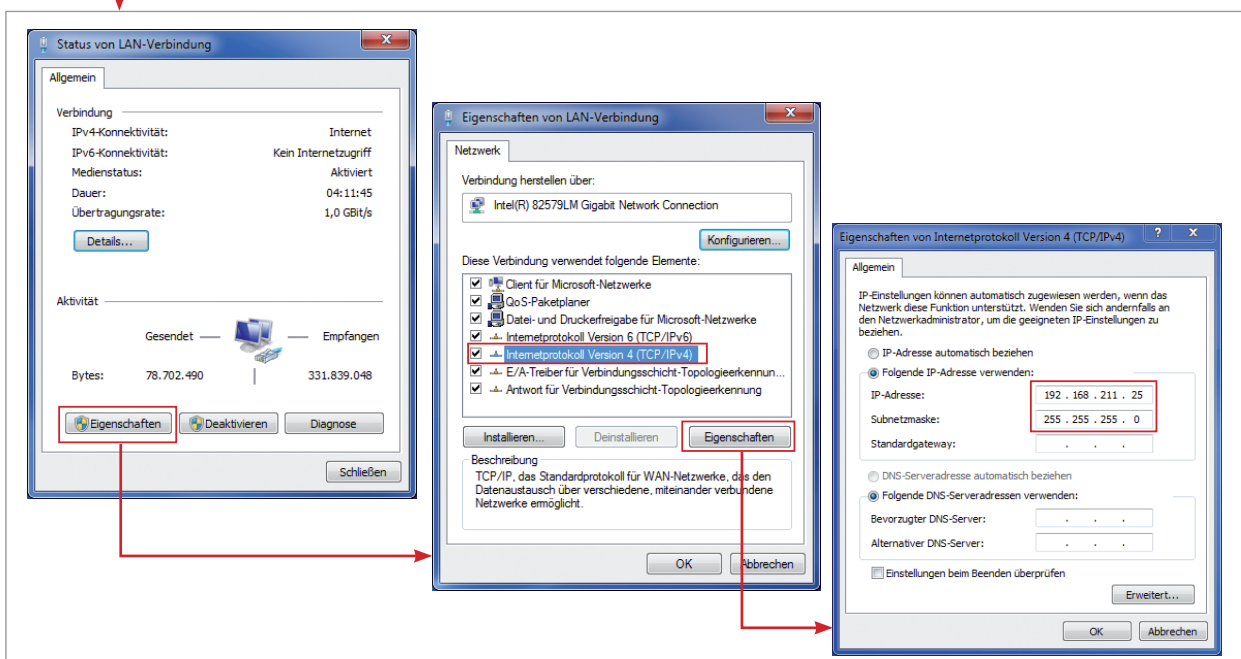 Status von LAN-Verbindung
Allgemein
Verbindung
IPv4-Konnektivität: Internet
IPv6-Konnektivität: Kein Internetzugriff
Medienstatus: Aktiviert
Dauer: 04:11:45
Übertragungsrate: 1,0 GBit/s
Details...
Aktivität
Gesendet — — Empfangen
Bytes: 78.702.490 | 331.839.048
Eigenschaften Deaktivieren Diagnose
Schließen
Eigenschaften von LAN-Verbindung
Netzwerk
Verbindung herstellen über:
Intel(R) 82579LM Gigabit Network Connection
Konfigurieren...
Diese Verbindung verwendet folgende Elemente:
Client für Microsoft-Netzwerke
QoS-Paketplaner
Datei- und Druckerfreigabe für Microsoft-Netzwerke
Internetprotokoll Version 6 (TCP/IPv6)
Internetprotokoll Version 4 (TCP/IPv4)
E/A-Treiber für Verbindungsschicht-Topologieerkennun...
Antwort für Verbindungsschicht-Topologieerkennung
Installieren... Deinstallieren Eigenschaften
Beschreibung
TCP/IP, das Standardprotokoll für WAN-Netzwerke, das den
Datenaustausch über verschiedene, miteinander verbundene
Netzwerke ermöglicht.
OK Abbrechen
Eigenschaften von Internetprotokoll Version 4 (TCP/IPv4) ?
Allgemein
IP-Einstellungen können automatisch zugewiesen werden, wenn das
Netzwerk diese Funktion unterstützt. Wenden Sie sich andernfalls an
den Netzwerkadministrator, um die geeigneten IP-Einstellungen zu
beziehen.
IP-Adresse automatisch beziehen
Folgende IP-Adresse verwenden:
IP-Adresse: 192 . 168 . 211 . 25
Subnetzmaske: 255 . 255 . 255 . 0
Standardgateway: . . .
DNS-Serveradresse automatisch beziehen
Folgende DNS-Serveradressen verwenden:
Bevorzugter DNS-Server: . . .
Alternativer DNS-Server: . . .
Einstellungen beim Beenden überprüfen
Erweitert...
OK Abbrechen